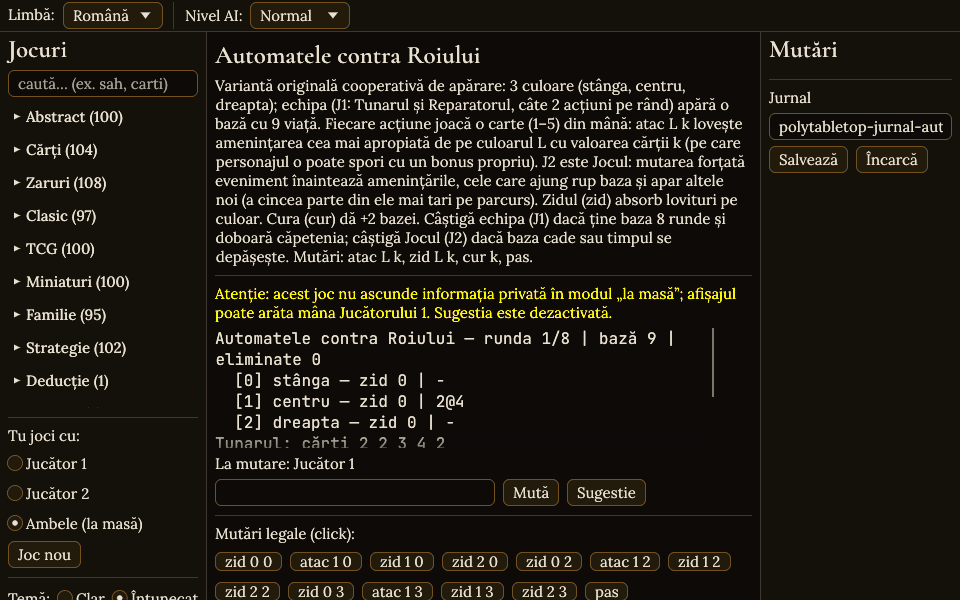 Limbă: Română ▼ Nivel AI: Normal ▼
Jocuri
caută... (ex. sah, carti)
▸ Abstract (100)
▸ Cărți (104)
▸ Zaruri (108)
▸ Clasic (97)
▸ TCG (100)
▸ Miniaturi (100)
▸ Familie (95)
▸ Strategie (102)
▸ Deducție (1)
Tu joci cu:
Jucător 1
Jucător 2
Ambele (la masă)
Joc nou
Temă: Clar Întunecat
Automatele contra Roiului
Variantă originală cooperativă de apărare: 3 culoare (stânga, centru,
dreapta); echipa (J1: Tunarul și Reparatorul, câte 2 acțiuni pe rând) apără o
bază cu 9 viață. Fiecare acțiune joacă o carte (1–5) din mână: atac L k lovește
amenințarea cea mai apropiată de pe culoarul L cu valoarea cărții k (pe care
personajul o poate spori cu un bonus propriu). J2 este Jocul: mutarea forțată
eveniment înaintează amenințările, cele care ajung rup baza și apar altele
noi (a cincea parte din ele mai tari pe parcurs). Zidul (zid) absorb lovituri pe
culoar. Cura (cur) dă +2 bazei. Câștigă echipa (J1) dacă ține baza 8 runde și
doboară căpetenia; câștigă Jocul (J2) dacă baza cade sau timpul se
depășește. Mutări: atac L k, zid L k, cur k, pas.
Atenție: acest joc nu ascunde informația privată în modul „la masă”; afișajul
poate arăta mâna Jucătorului 1. Sugestia este dezactivată.
Automatele contra Roiului — runda 1/8 | bază 9 |
eliminate 0
[0] stânga — zid 0 | -
[1] centru — zid 0 | 2@4
[2] dreapta — zid 0 | -
Tunarul: cărți 2 2 3 4 2
La mutare: Jucător 1
Mută Sugestie
Mutări legale (click):
zid 0 0 atac 1 0 zid 1 0 zid 2 0 zid 0 2 atac 1 2 zid 1 2
zid 2 2 zid 0 3 atac 1 3 zid 1 3 zid 2 3 pas
Mutări
Jurnal
polytabletop-jurnal-aut
Salvează Încarcă